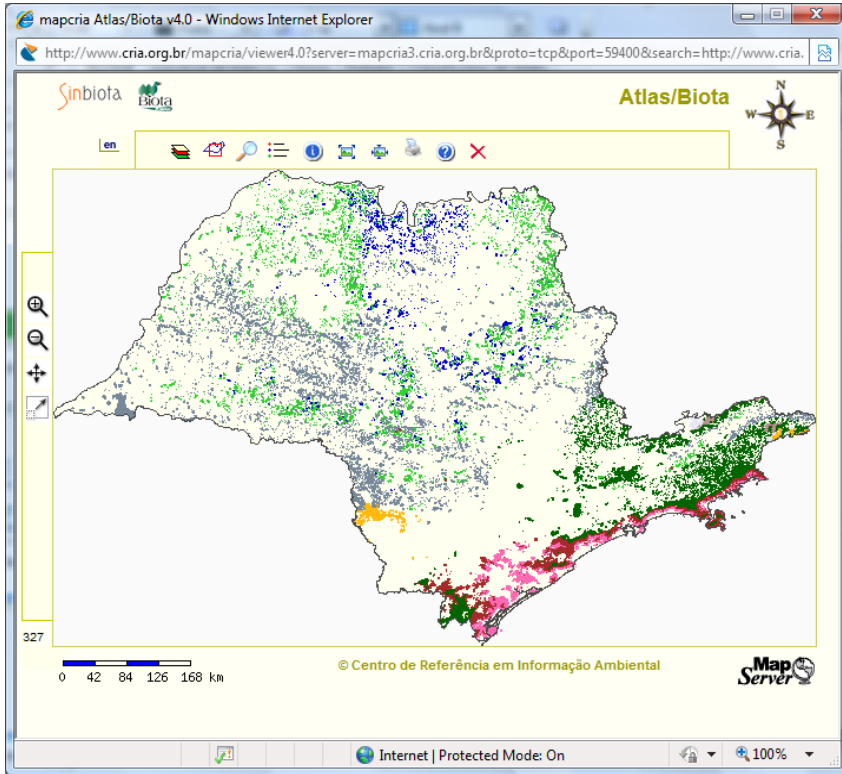 mapcria Atlas/Biota v4.0 - Windows Internet Explorer
http://www.cria.org.br/mapcria/viewer4.0?server=mapcria3.cria.org.br&proto=tcp&port=59400&search=http://www.cria.
sinbiota
Biota
Atlas/Biota
N
W
E
S
en
327
0 42 84 126 168 km
© Centro de Referência em Informação Ambiental
Map
Server
Internet | Protected Mode: On
100%